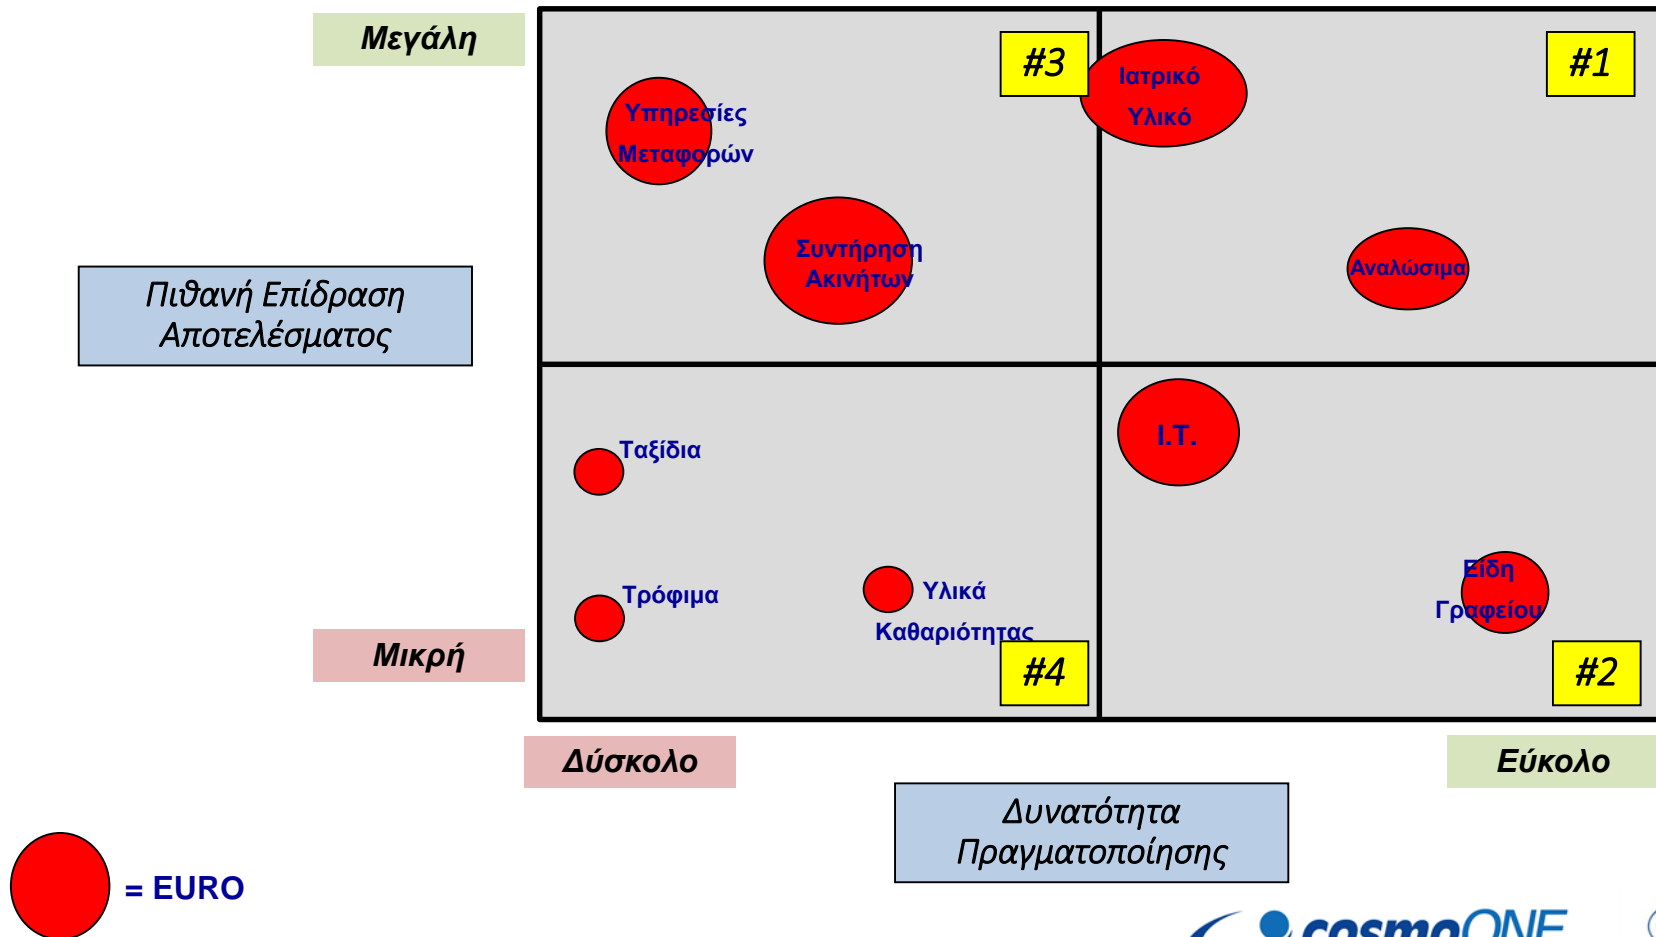 Μεγάλη
#3
#1
Ιατρικό
Υλικό
Υπηρεσίες
Μεταφορών
Συντήρηση
Ακινήτων
Αναλώσιμα
Πιθανή Επίδραση
Αποτελέσματος
I.T.
Ταξίδια
Τρόφιμα
Υλικά
Καθαριότητας
Είδη
Γραφείου
Μικρή
#4
#2
Δύσκολο
Εύκολο
Δυνατότητα
Πραγματοποίησης
= EURO
cosmoONE